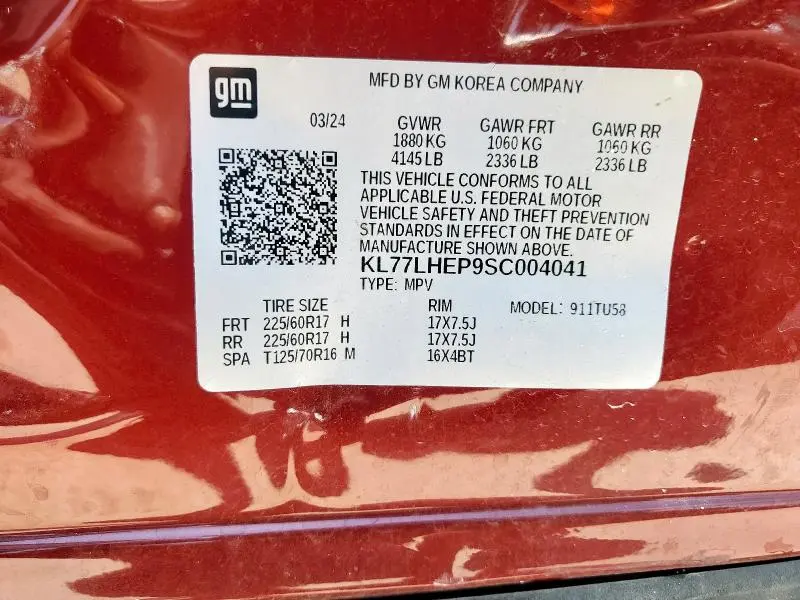 gm
MFD BY GM KOREA COMPANY
03/24 GVWR GAWR FRT GAWR RR
1880 KG 1060 KG 1060 KG
4145 LB 2336 LB 2336 LB
THIS VEHICLE CONFORMS TO ALL
APPLICABLE U.S. FEDERAL MOTOR
VEHICLE SAFETY AND THEFT PREVENTION
STANDARDS IN EFFECT ON THE DATE OF
MANUFACTURE SHOWN ABOVE.
KL77LHEP9SC004041
TYPE: MPV
TIRE SIZE RIM MODEL: 911TU58
FRT 225/60R17 H 17X7.5J
RR 225/60R17 H 17X7.5J
SPA T125/70R16 M 16X4BT